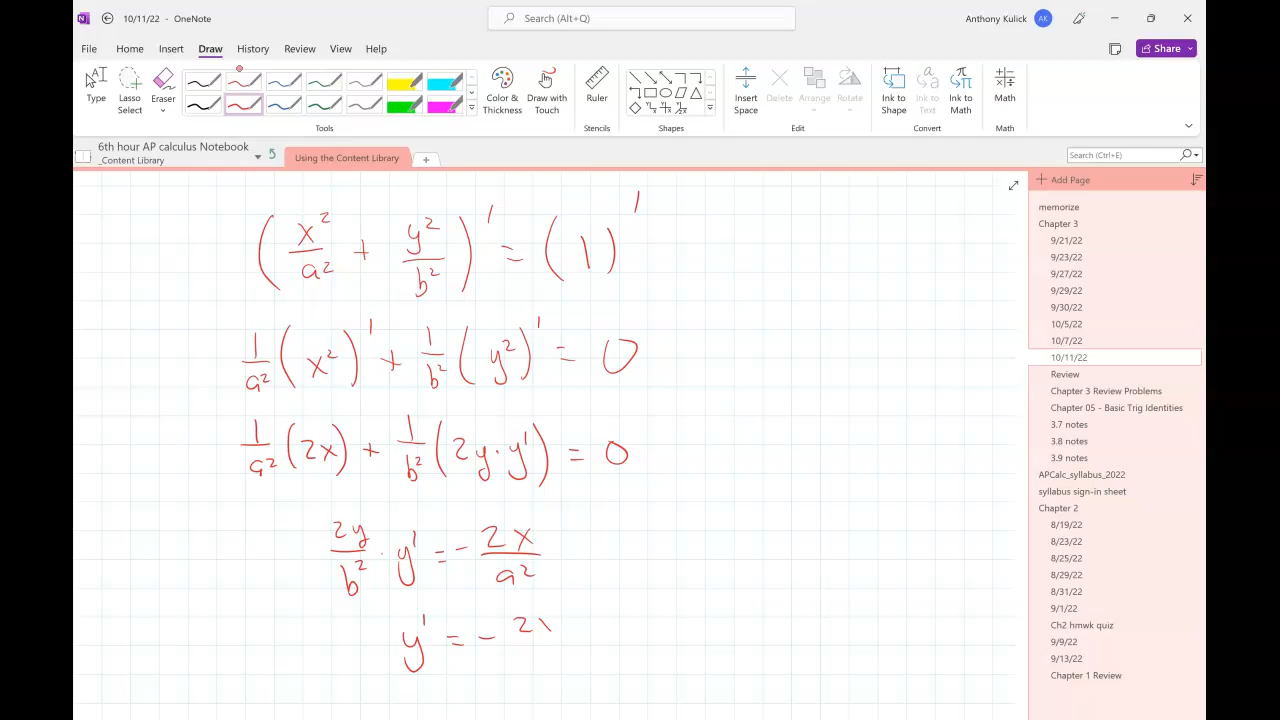 10/11/22 - OneNote
Search (Alt+Q)
Anthony Kulick AK
File Home Insert Draw History Review View Help
Share
Type Lasso Select Eraser
Color & Thickness Draw with Touch Ruler
Insert Space Delete Arrange Rotate
Ink to Shape Ink to Text Ink to Math Math
Tools Stencils Shapes Edit Convert Math
6th hour AP calculus Notebook
_Content Library
Using the Content Library
+
Search (Ctrl+E)
Add Page
memorize
Chapter 3
9/21/22
9/23/22
9/27/22
9/29/22
9/30/22
10/5/22
10/7/22
10/11/22
Review
Chapter 3 Review Problems
Chapter 05 - Basic Trig Identities
3.7 notes
3.8 notes
3.9 notes
APCalc_syllabus_2022
syllabus sign-in sheet
Chapter 2
8/19/22
8/23/22
8/25/22
8/29/22
8/31/22
9/1/22
Ch2 hmwk quiz
9/9/22
9/13/22
Chapter 1 Review
(x²/a² + y²/b²)' = (1)'
1/a² (x²)' + 1/b² (y²)' = 0
1/a² (2x) + 1/b² (2y · y') = 0
2y/b² · y' = - 2x/a²
y' = - 2